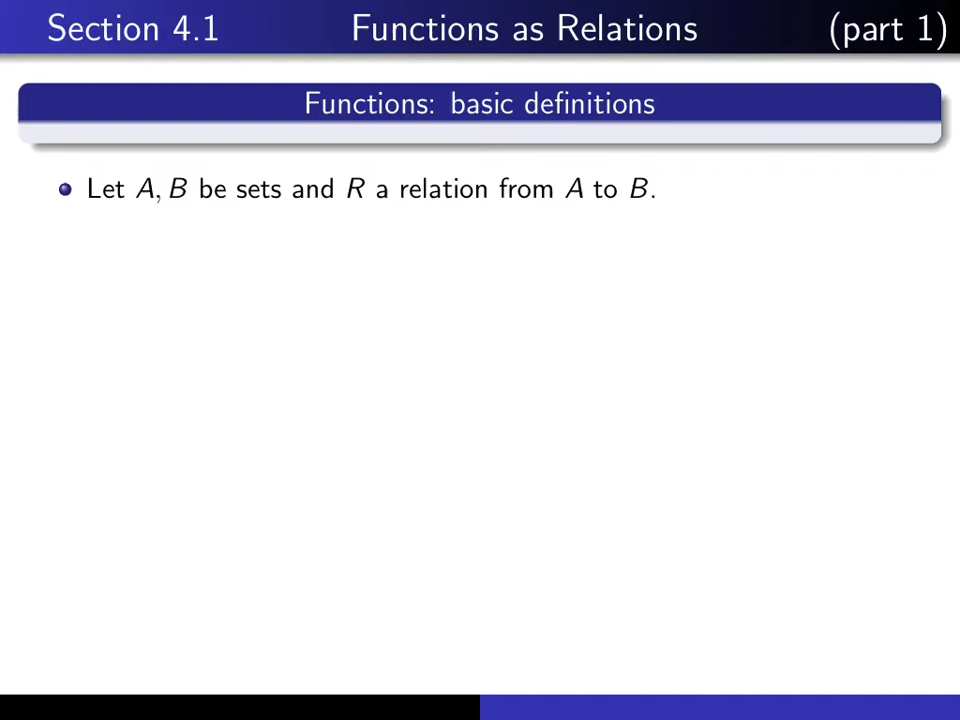 Section 4.1 Functions as Relations (part 1)
Functions: basic definitions
Let A, B be sets and R a relation from A to B.